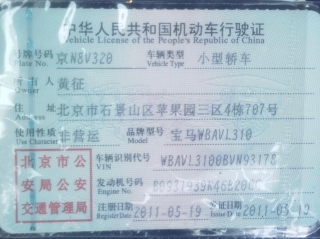 中华人民共和国机动车行驶证
Vehicle License of the People's Republic of China
号牌号码 京N8V320 车辆类型 小型轿车
Plate No. Vehicle Type
所有人 黄征
Owner
住址 北京市石景山区苹果园三区4栋707号
Address
使用性质 非营运 品牌型号 宝马WBAVL310
Use Character
北京市公
安局公安
交通管理局
车辆识别代号 WBAVL3100BVN93178
VIN
发动机号码
Engine No.
注册日期 2011-05-19 发证日期 2011-05-19
Register Date Issue Date